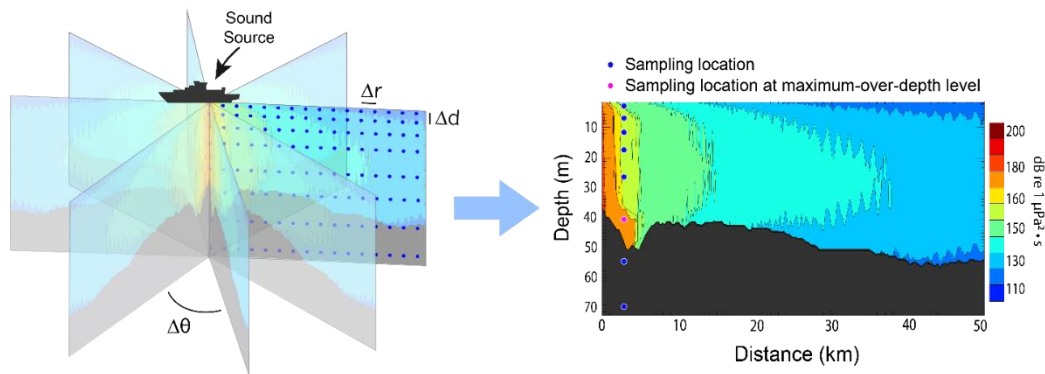 Sound
Source
Δr
Δd
Δθ
Sampling location
Sampling location at maximum-over-depth level
Depth (m)
10
20
30
40
50
60
70
0
10
20
30
40
50
Distance (km)
200
180
170
160
150
130
110
dB re 1 µPa²·s